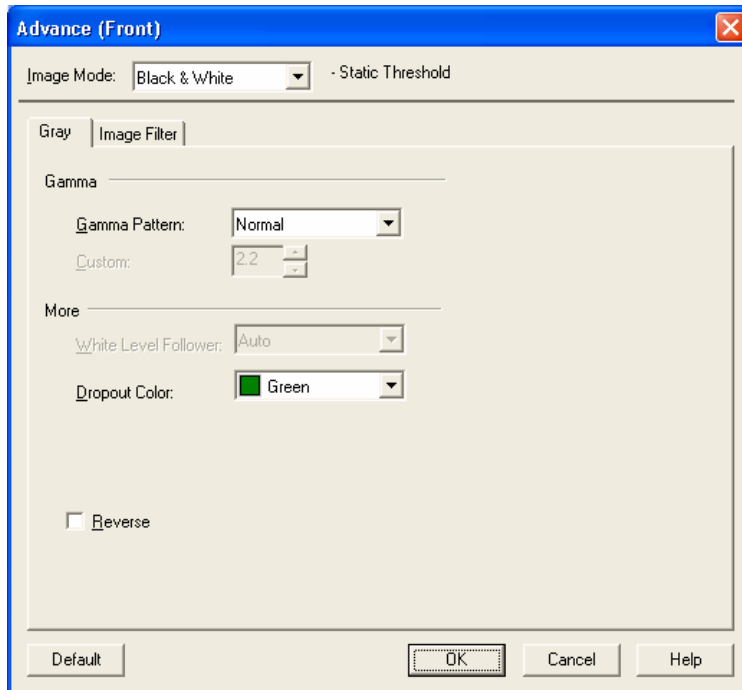 Advance (Front)
Image Mode: Black & White - Static Threshold
Gray Image Filter
Gamma
Gamma Pattern: Normal
Custom: 2.2
More
White Level Follower: Auto
Dropout Color: Green
Reverse
Default OK Cancel Help